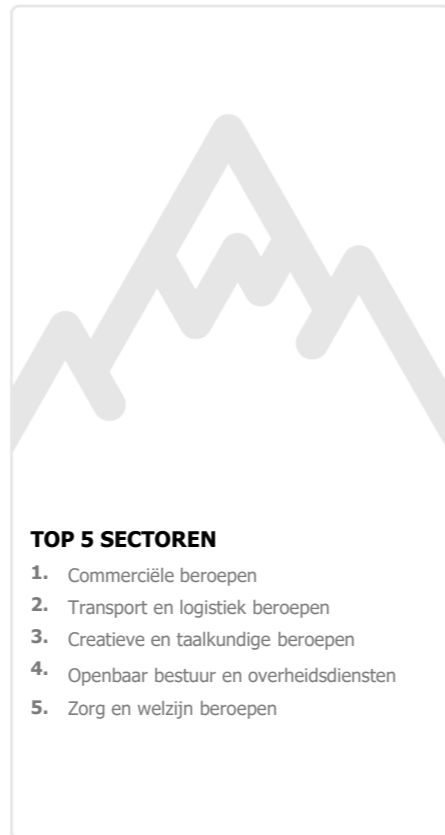 TOP 5 SECTOREN
1. Commerciële beroepen
2. Transport en logistiek beroepen
3. Creatieve en taalkundige beroepen
4. Openbaar bestuur en overheidsdiensten
5. Zorg en welzijn beroepen